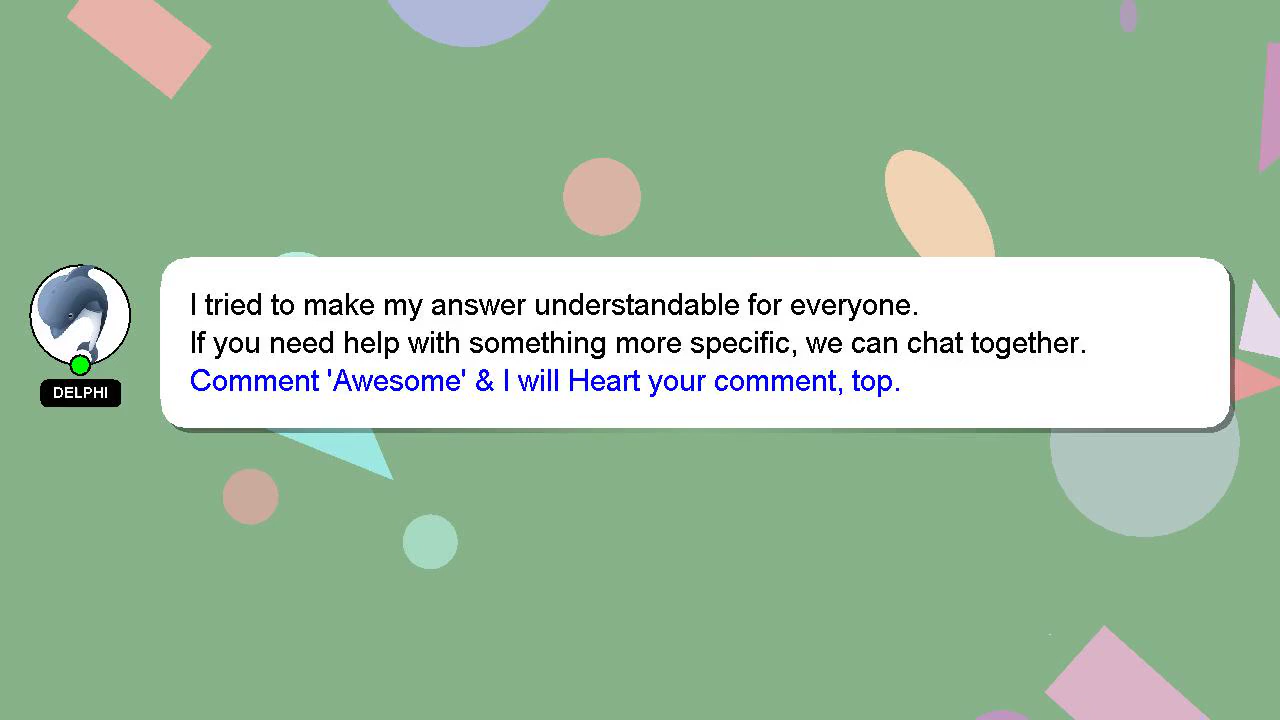 I tried to make my answer understandable for everyone.
If you need help with something more specific, we can chat together.
Comment 'Awesome' & I will Heart your comment, top.
DELPHI